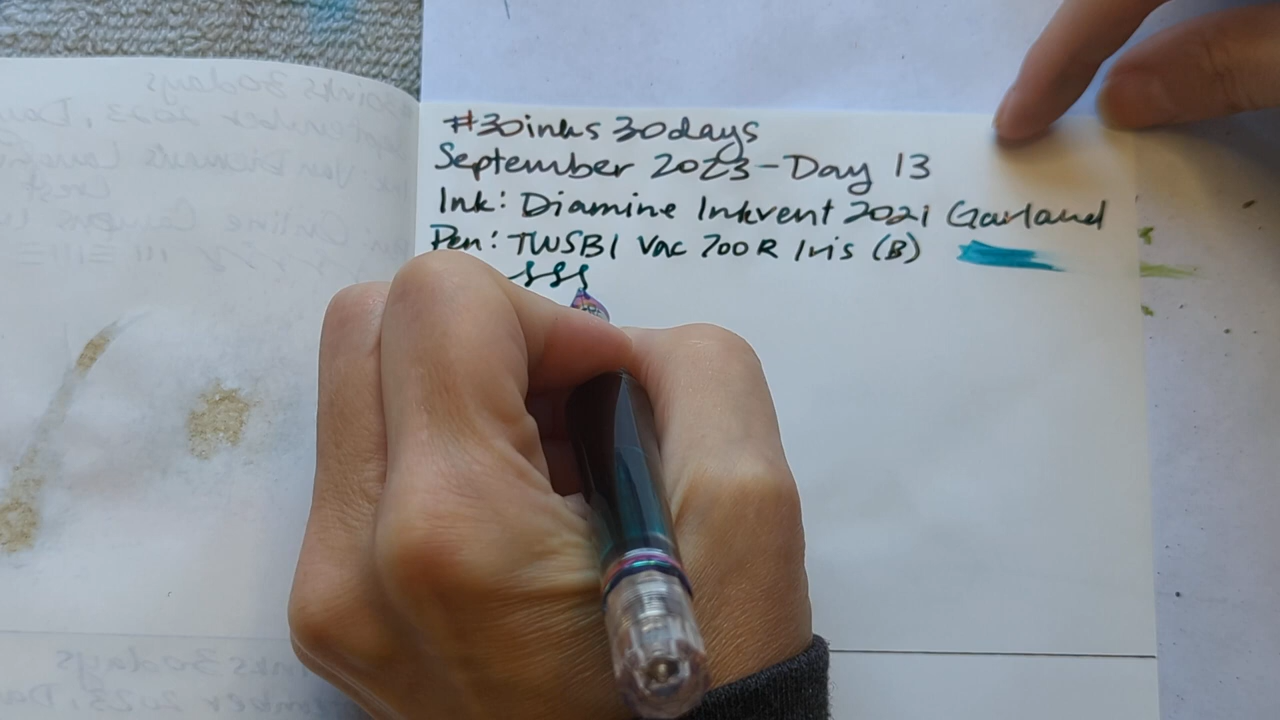 #30inks30days
September 2023 - Day 13
Ink: Diamine Inkvent 2021 Garland
Pen: TWSBI Vac 700R Iris (B)